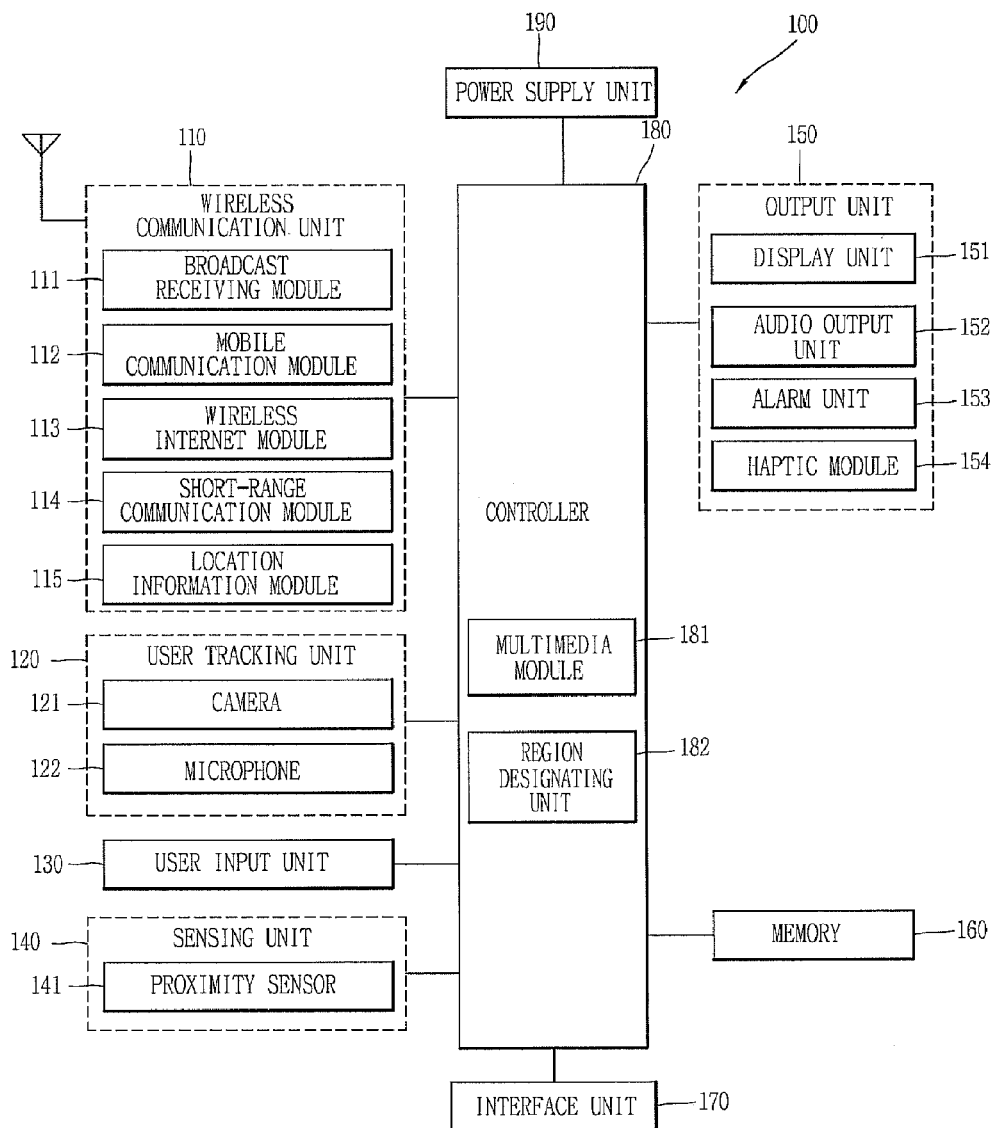 190
100
POWER SUPPLY UNIT
110
180
150
WIRELESS
COMMUNICATION UNIT
111
BROADCAST
RECEIVING MODULE
112
MOBILE
COMMUNICATION MODULE
113
WIRELESS
INTERNET MODULE
114
SHORT-RANGE
COMMUNICATION MODULE
115
LOCATION
INFORMATION MODULE
120
USER TRACKING UNIT
121
CAMERA
122
MICROPHONE
130
USER INPUT UNIT
140
SENSING UNIT
141
PROXIMITY SENSOR
CONTROLLER
MULTIMEDIA
MODULE
181
REGION
DESIGNATING
UNIT
182
OUTPUT UNIT
DISPLAY UNIT
151
AUDIO OUTPUT
UNIT
152
ALARM UNIT
153
HAPTIC MODULE
154
MEMORY
160
INTERFACE UNIT
170